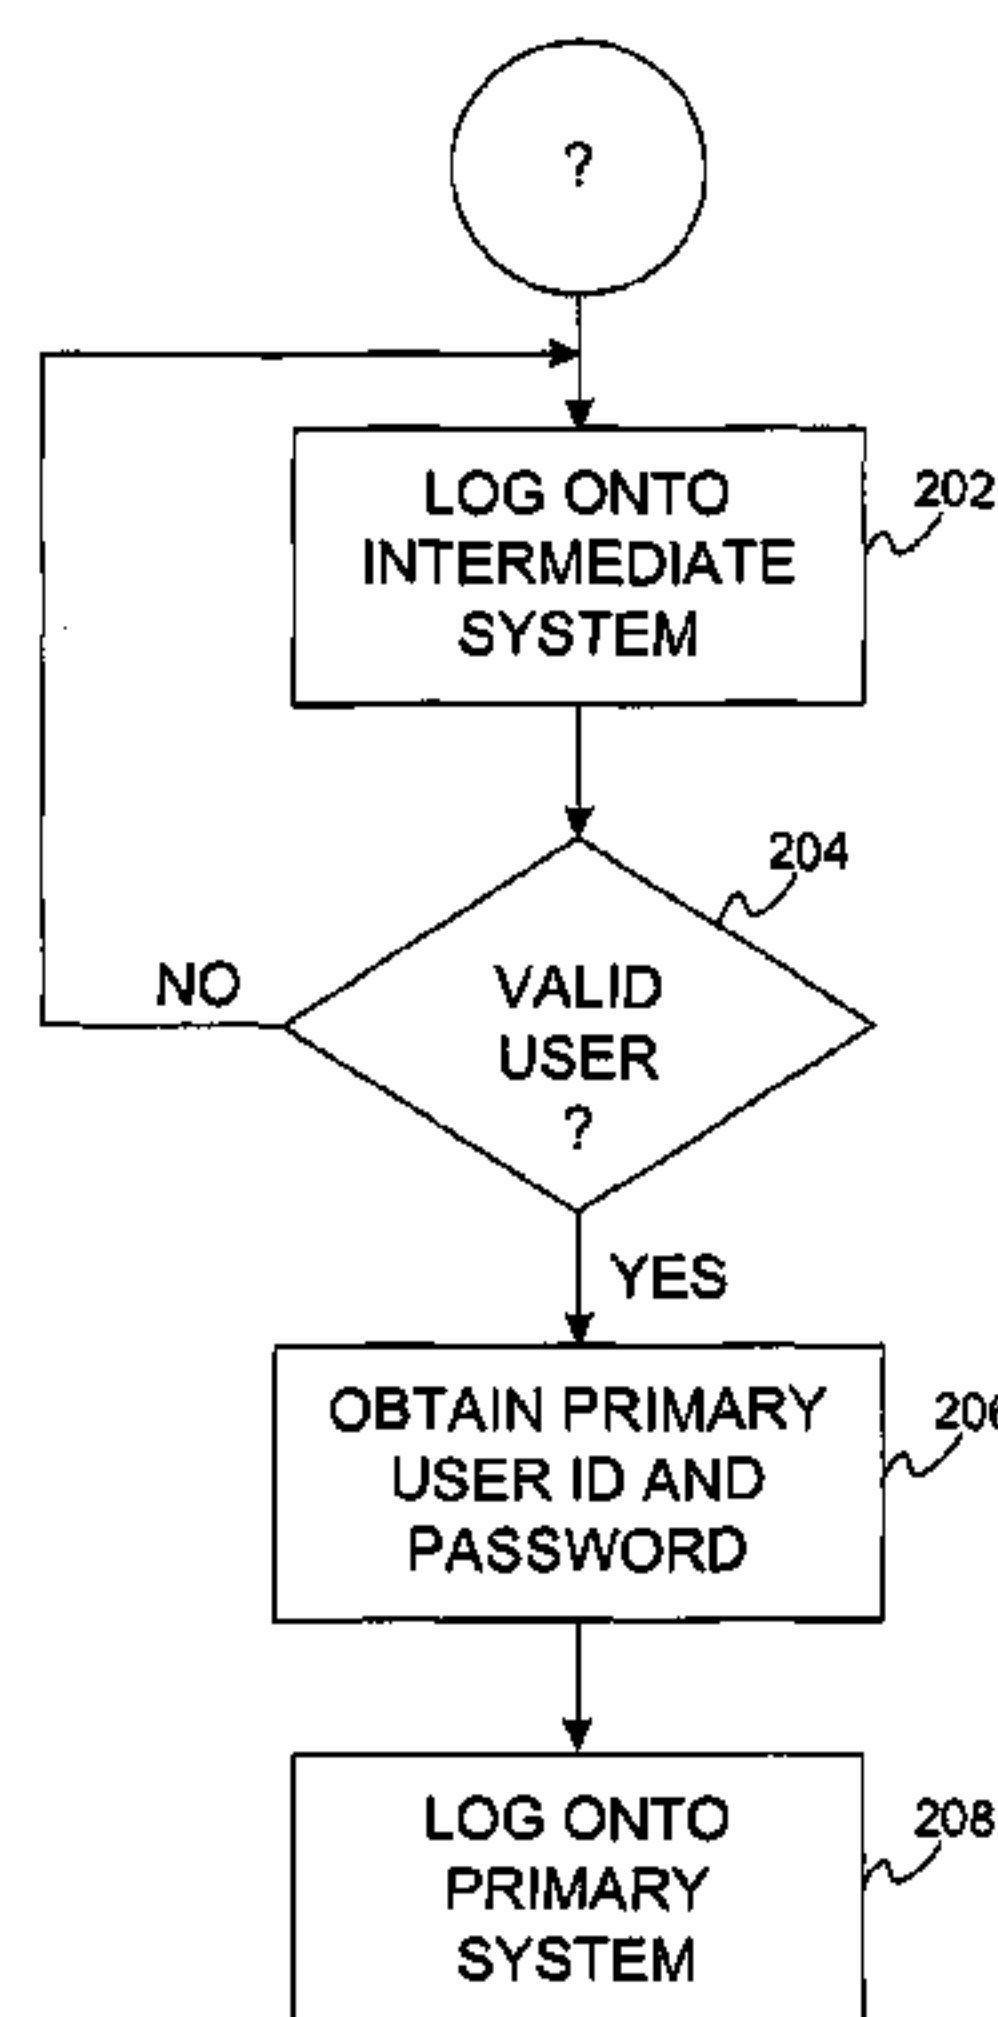 ?
LOG ONTO
INTERMEDIATE
SYSTEM
202
204
NO
VALID
USER
?
YES
OBTAIN PRIMARY
USER ID AND
PASSWORD
206
LOG ONTO
PRIMARY
SYSTEM
208